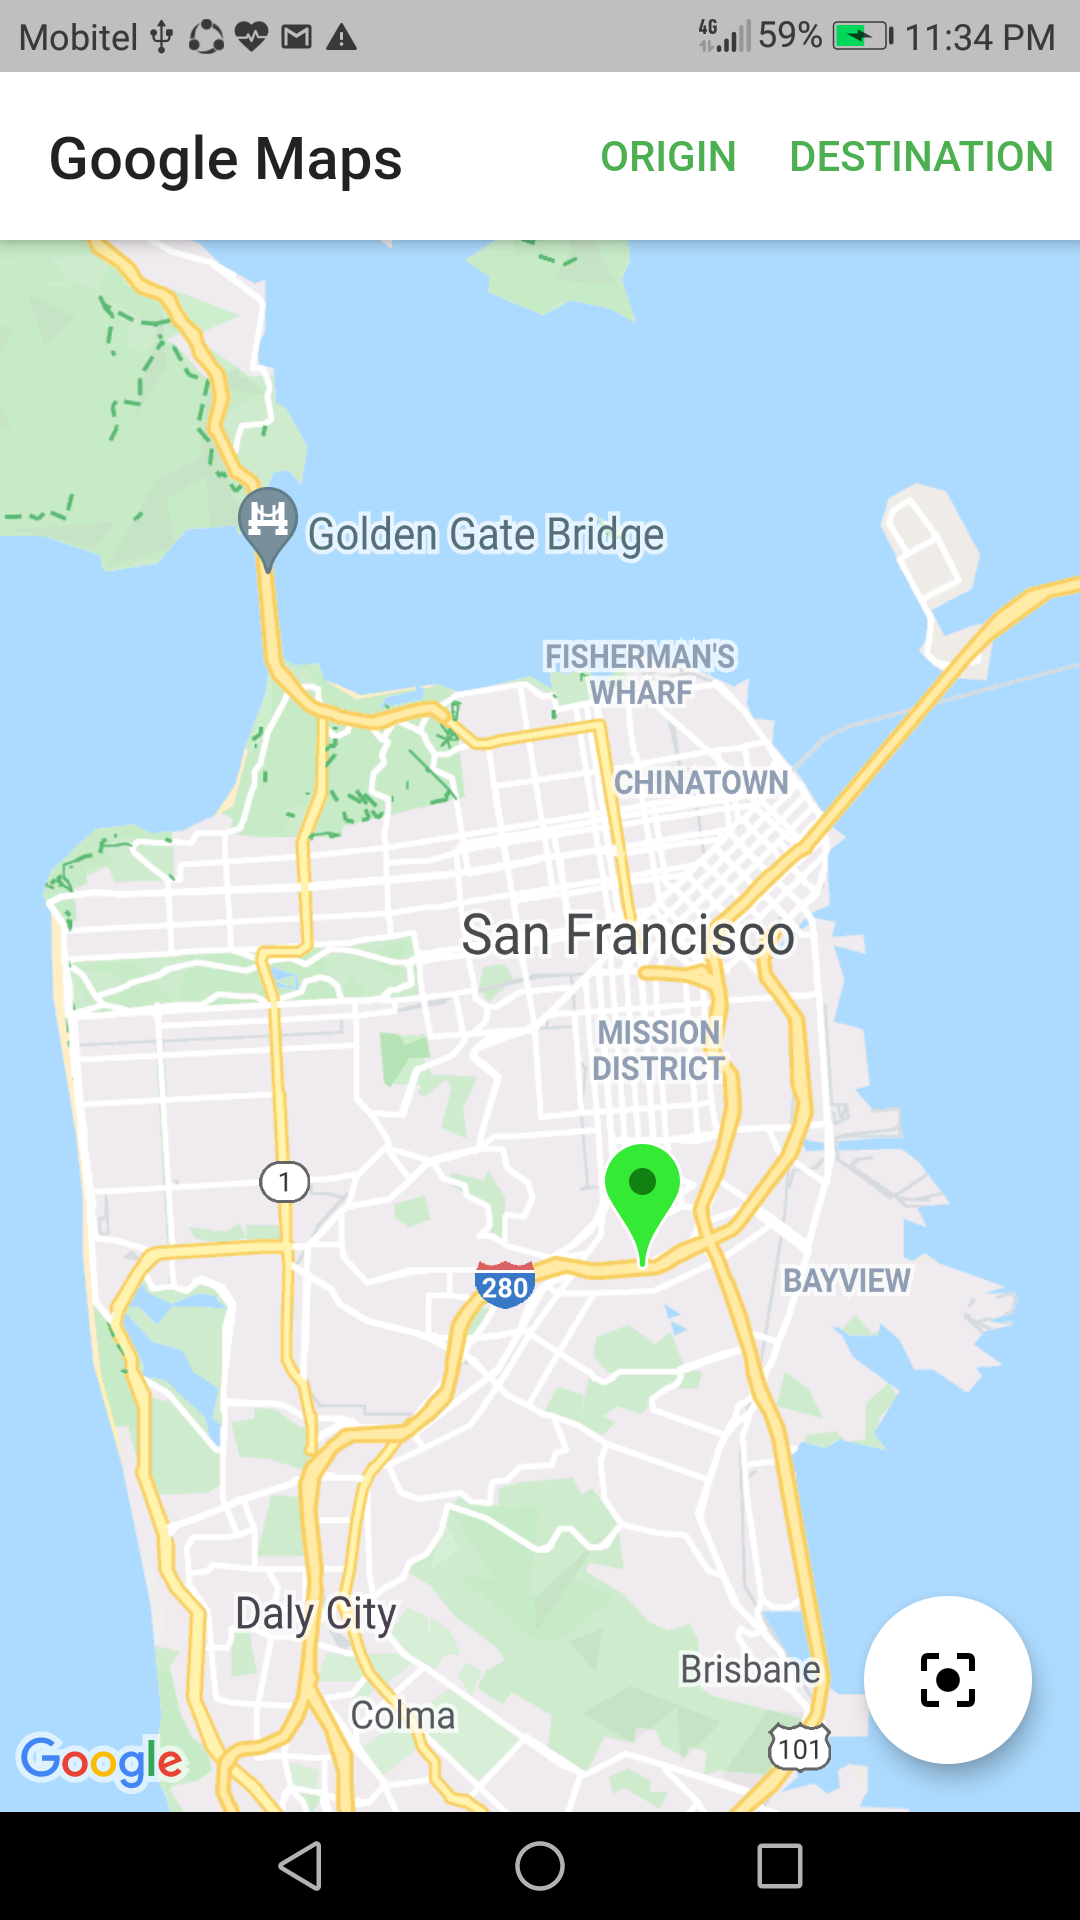 Mobitel 4G 59% 11:34 PM
Google Maps ORIGIN DESTINATION
Golden Gate Bridge
FISHERMAN'S
WHARF
CHINATOWN
San Francisco
MISSION
DISTRICT
1
280
BAYVIEW
Daly City
Brisbane
Colma
101
Google